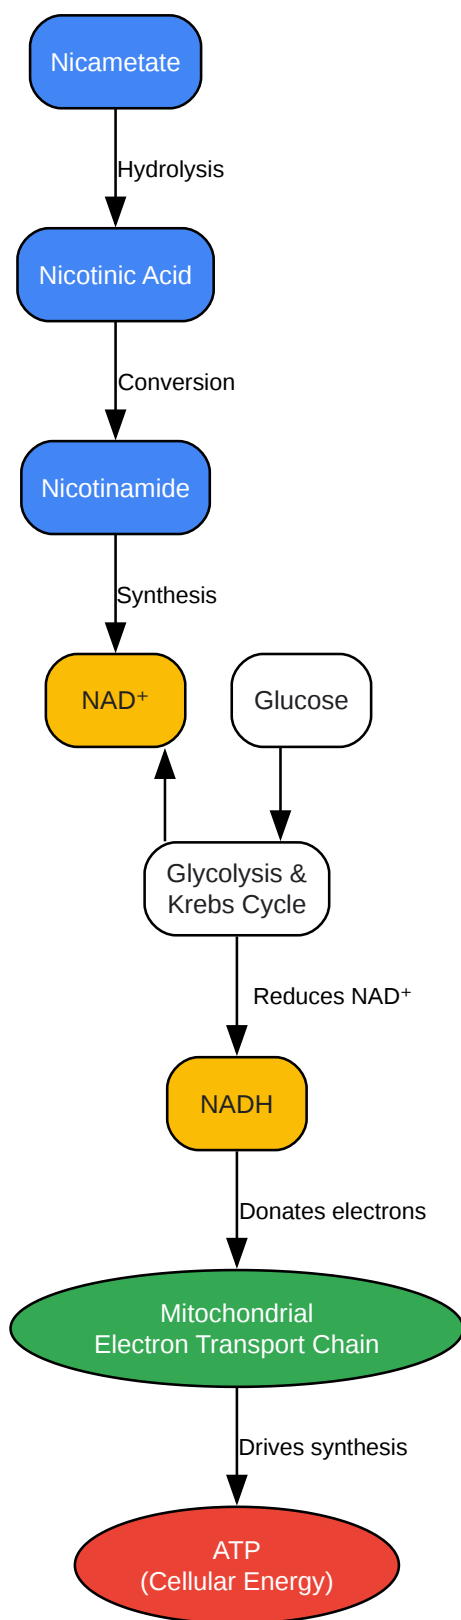 Nicametate
Hydrolysis
Nicotinic Acid
Conversion
Nicotinamide
Synthesis
NAD⁺
Glucose
Glycolysis &
Krebs Cycle
Reduces NAD⁺
NADH
Donates electrons
Mitochondrial
Electron Transport Chain
Drives synthesis
ATP
(Cellular Energy)